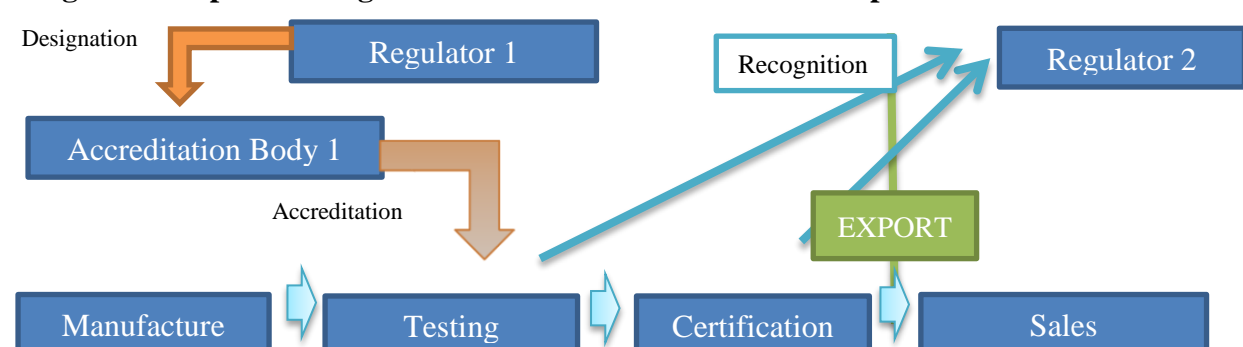 Designation
Regulator 1
Recognition
Regulator 2
Accreditation Body 1
Accreditation
EXPORT
Manufacture
Testing
Certification
Sales